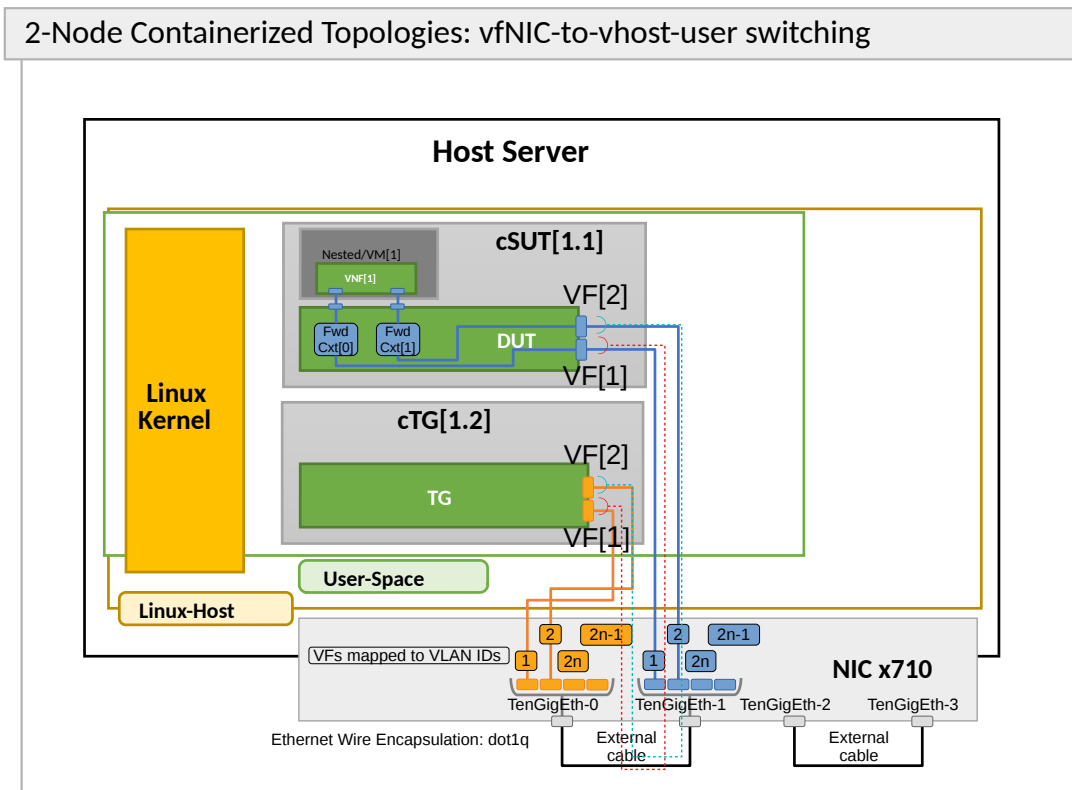 2-Node Containerized Topologies: vfNIC-to-vhost-user switching
Host Server
cSUT[1.1]
Nested/VM[1]
VNF[1]
VF[2]
Fwd
Cxt[0]
Fwd
Cxt[1]
DUT
VF[1]
Linux
Kernel
cTG[1.2]
VF[2]
TG
VF[1]
User-Space
Linux-Host
2
2n-1
2
2n-1
VFs mapped to VLAN IDs
1
2n
1
2n
NIC x710
TenGigEth-0
TenGigEth-1
TenGigEth-2
TenGigEth-3
Ethernet Wire Encapsulation: dot1q
External
cable
External
cable